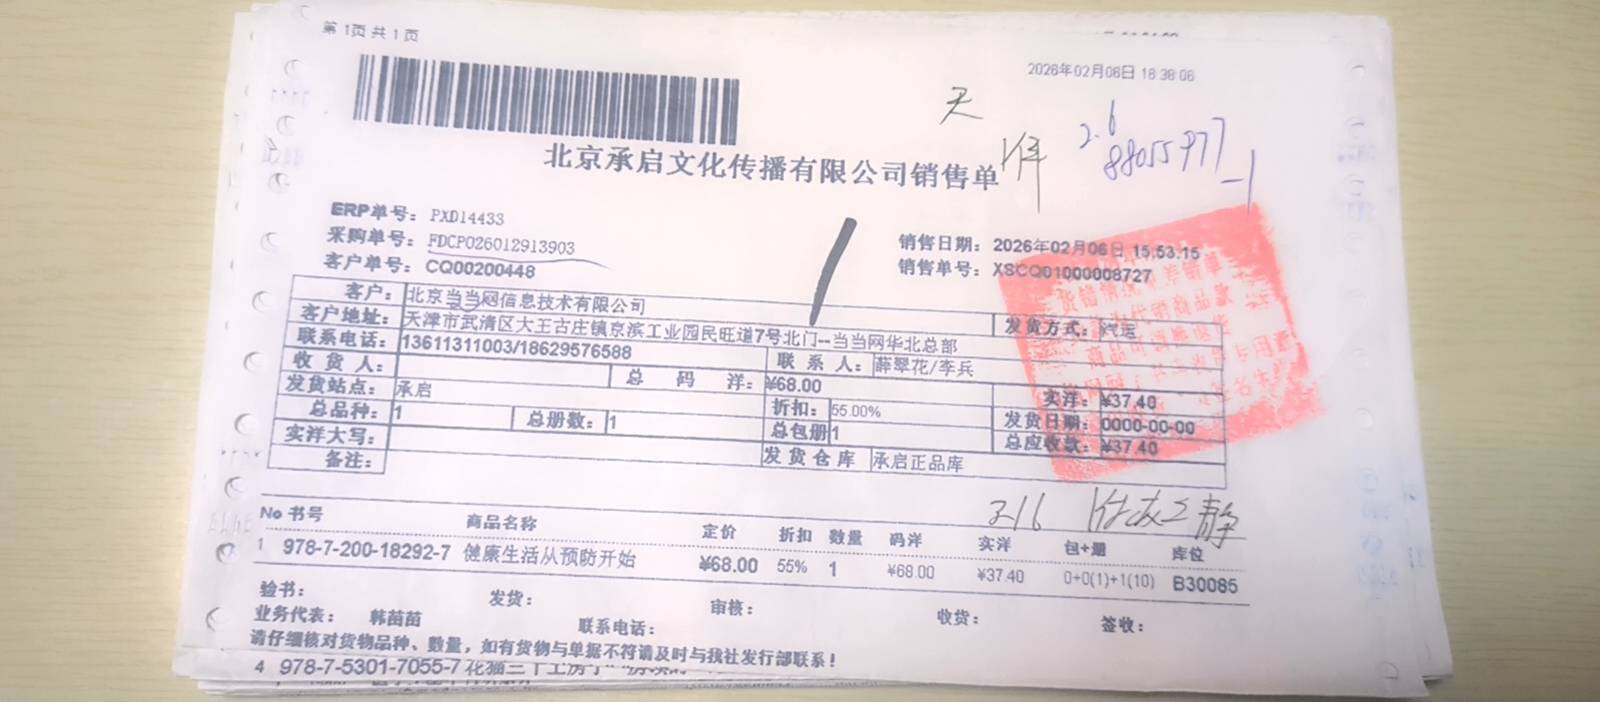 第 1页 共 1 页
2026年02月06日 16:38:06
天
2.6
88055977-1
北京承启文化传播有限公司销售单
ERP单号：PXD14433
采购单号：FDCP026012913903
销售日期：2026年02月06日 15:53:15
客户单号：CQ00200448
销售单号：XSCQ01000008727
客户：北京当当网信息技术有限公司
客户地址：天津市武清区大王古庄镇京滨工业园民旺道7号北门--当当网华北总部 发货方式：汽运
联系电话：13611311003/18629576588 联系人：薛翠花/李兵
收货人： 总码洋：¥68.00 实洋：¥37.40
发货站点：承启 折扣：55.00% 发货日期：0000-00-00
总品种：1 总册数：1 总包册1 总应收款：¥37.40
实洋大写： 发货仓库 承启正品库
备注：
No 书号 商品名称 定价 折扣 数量 码洋 实洋 包+册 库位
1 978-7-200-18292-7 健康生活从预防开始 ¥68.00 55% 1 ¥68.00 ¥37.40 0+0(1)+1(10) B30085
验书： 发货： 审核： 收货： 签收：
业务代表： 韩苗苗 联系电话：
请仔细核对货物品种、数量，如有货物与单据不符请及时与我社发行部联系！
4 978-7-5301-7055-7